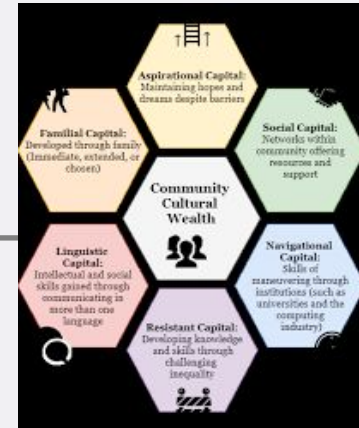 Aspirational Capital:
Maintaining hopes and
dreams despite barriers
Familial Capital:
Developed through family
(Immediate, extended, or
chosen)
Social Capital:
Networks within
community offering
resources and
support
Community
Cultural
Wealth
Linguistic
Capital:
Intellectual and social
skills gained through
communicating in
more than one
language
Navigational
Capital:
Skills of
maneuvering through
institutions (such as
universities and the
computing
industry)
Resistant Capital:
Developing knowledge
and skills through
challenging
inequality